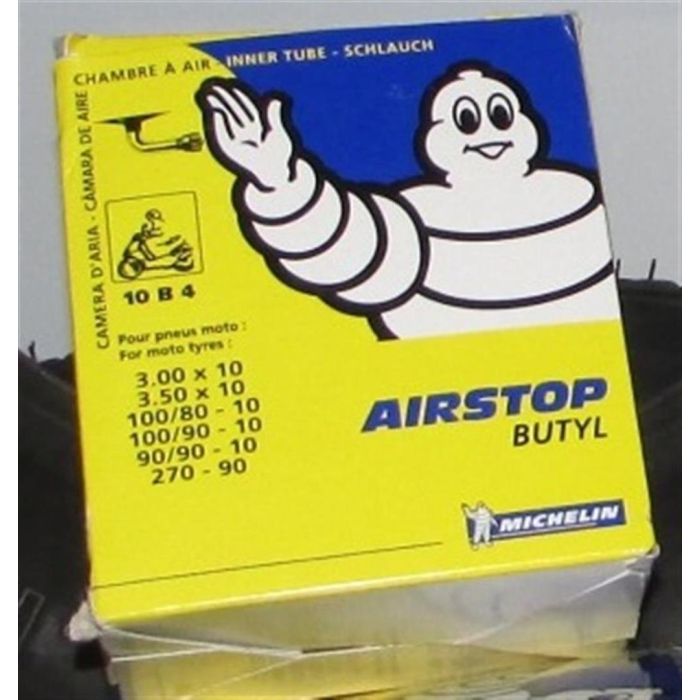 CHAMBRE À AIR - INNER TUBE - SCHLAUCH
CAMERA D'ARIA - CÂMARA DE AIRE
10 B 4
Pour pneus moto :
For moto tyres :
3.00 x 10
3.50 x 10
100/80 - 10
100/90 - 10
90/90 - 10
270 - 90
AIRSTOP
BUTYL
MICHELIN